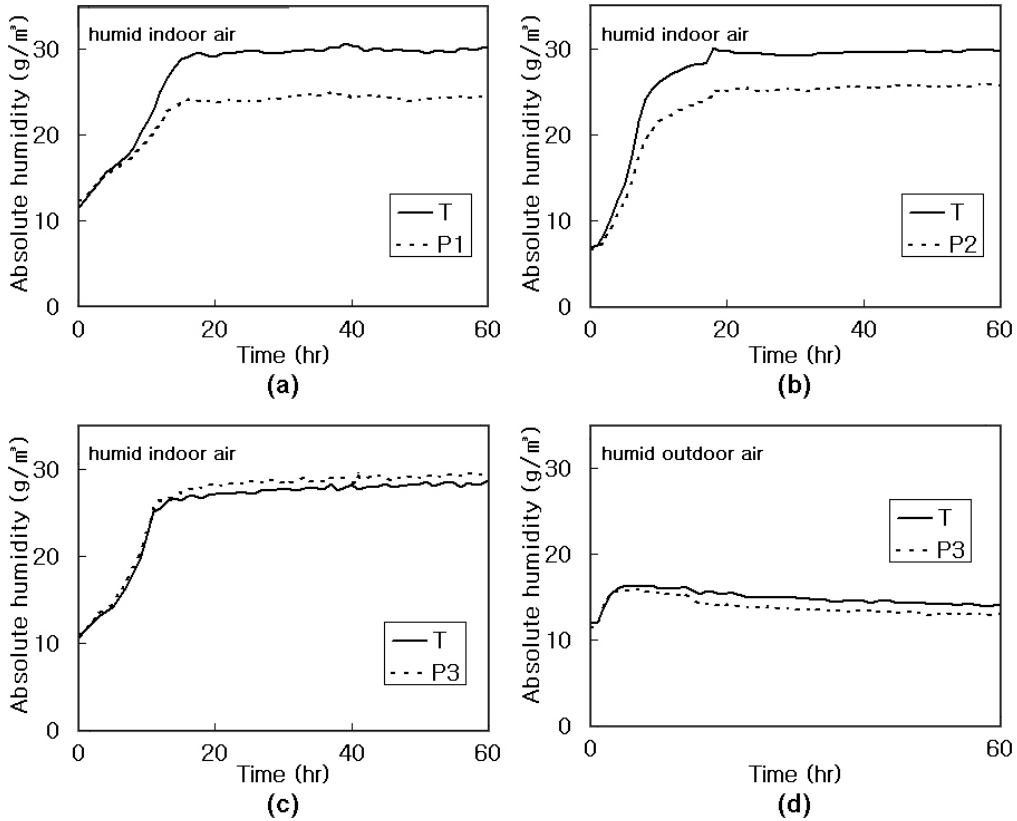 humid indoor air
Absolute humidity (g/m³)
30
20
10
0
T
P1
0
20
40
60
Time (hr)
(a)
humid indoor air
Absolute humidity (g/m³)
30
20
10
0
T
P2
0
20
40
60
Time (hr)
(b)
humid indoor air
Absolute humidity (g/m³)
30
20
10
0
T
P3
0
20
40
60
Time (hr)
(c)
humid outdoor air
Absolute humidity (g/m³)
30
20
10
0
T
P3
0
60
Time (hr)
(d)